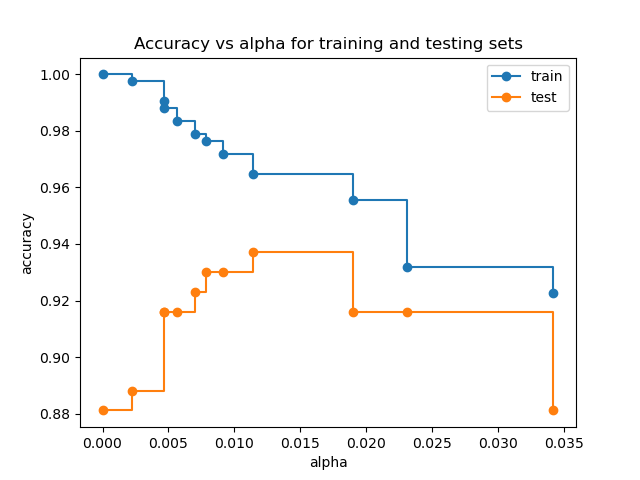 Accuracy vs alpha for training and testing sets
train
test
1.00
0.98
0.96
0.94
0.92
0.90
0.88
accuracy
0.000 0.005 0.010 0.015 0.020 0.025 0.030 0.035
alpha